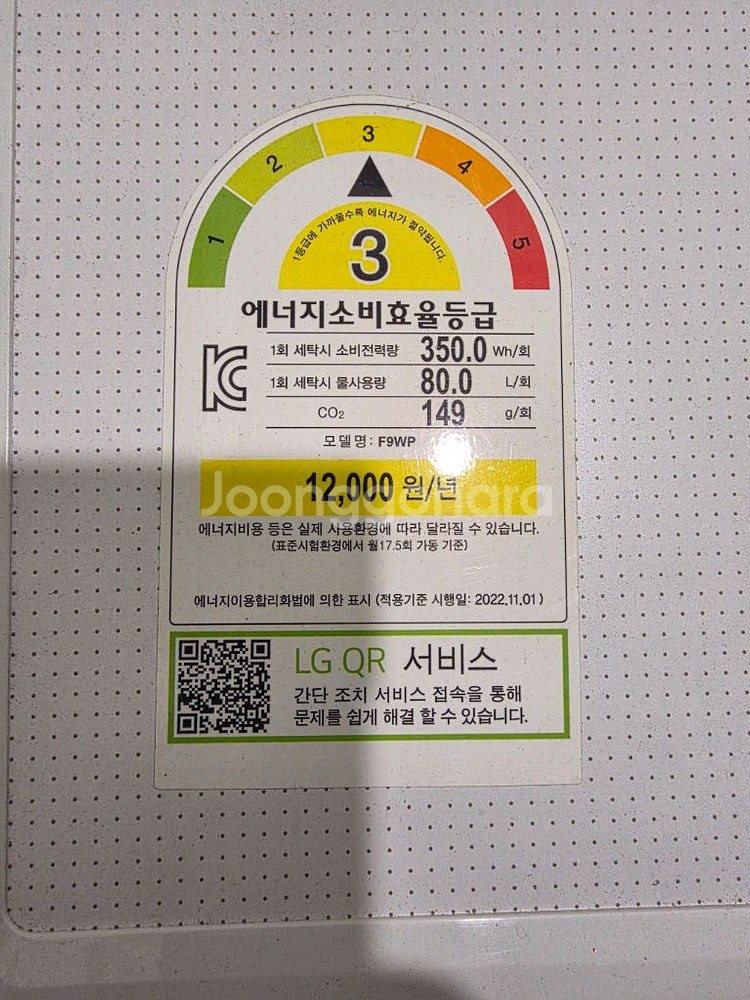 1 2 3 4 5
1등급에 가까울수록 에너지가 절약됩니다.
3
에너지소비효율등급
1회 세탁시 소비전력량 350.0 Wh/회
1회 세탁시 물사용량 80.0 L/회
CO₂ 149 g/회
모델명: F9WP
12,000 원/년
Joonggonara
에너지비용 등은 실제 사용환경에 따라 달라질 수 있습니다.
(표준시험환경에서 월17.5회 가동 기준)
에너지이용합리화법에 의한 표시 (적용기준 시행일: 2022.11.01)
LG QR 서비스
간단 조치 서비스 접속을 통해
문제를 쉽게 해결 할 수 있습니다.